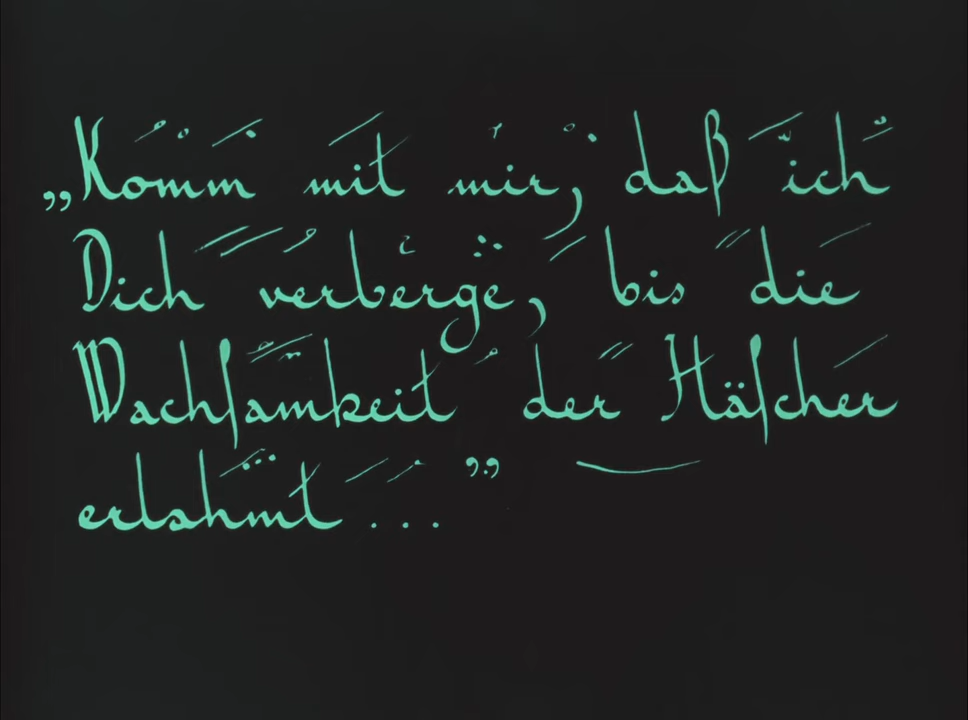 „Komm mit mir, daß ich
Dich verberge, bis die
Wachſamkeit der Häſcher
erlahmt...”